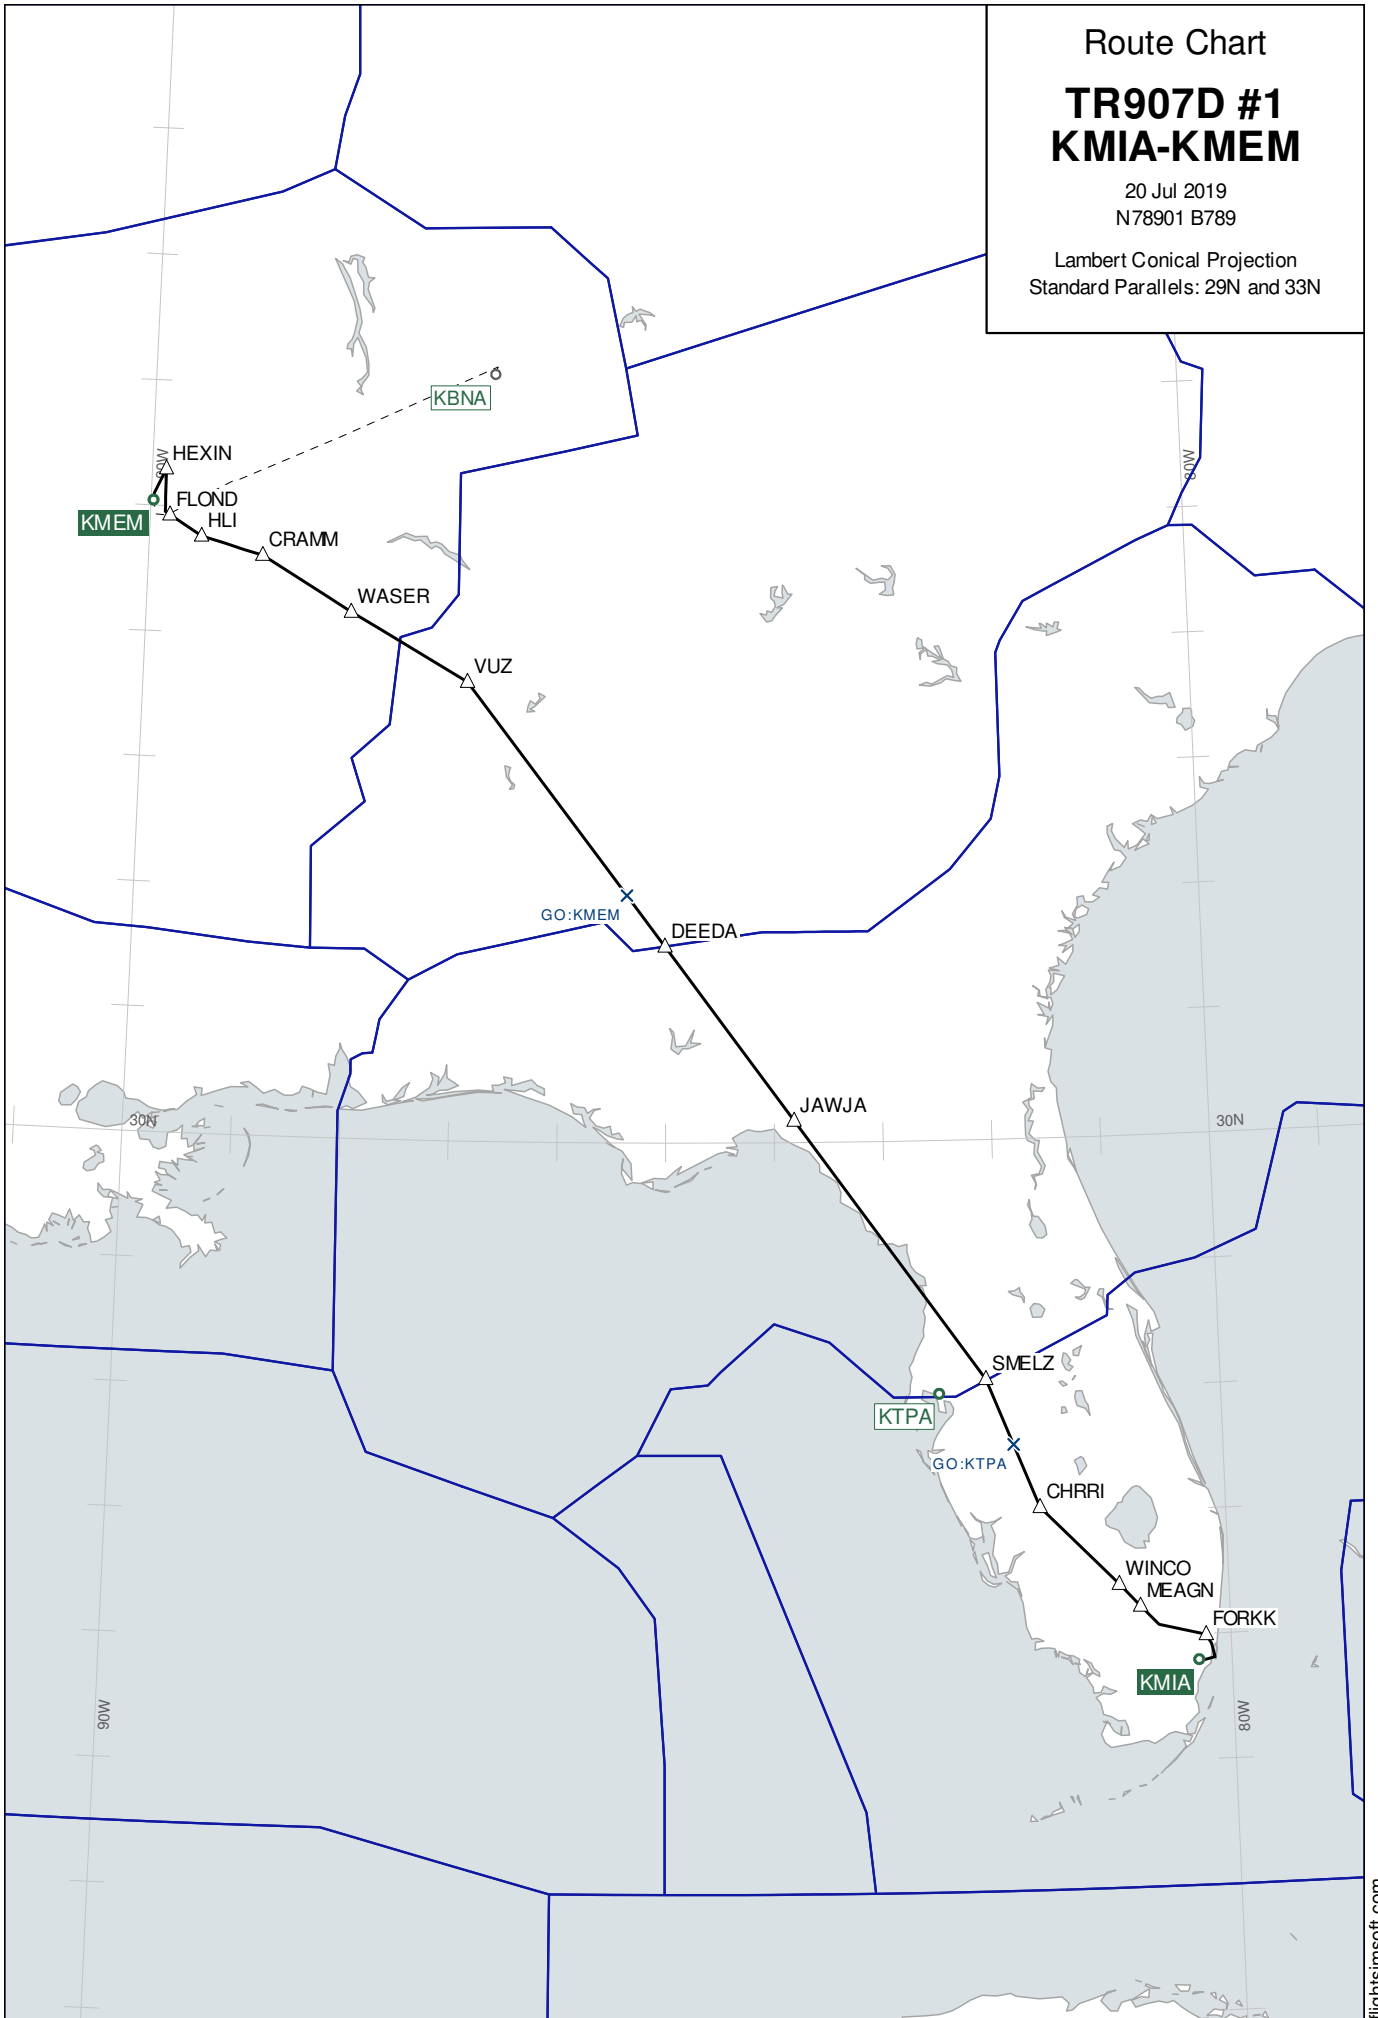 Route Chart
TR907D #1
KMIA-KMEM
20 Jul 2019
N78901 B789
Lambert Conical Projection
Standard Parallels: 29N and 33N
KBNA
HEXIN
FLOND
KMEM
HLI
CRAMM
80W
WASER
VUZ
GO:KMEM
DEEDA
JAWJA
30N
30N
SMELZ
KTPA
GO:KTPA
CHRRI
WINCO
MEAGN
FORKK
KMIA
90W
80W
flightsimsoft.com